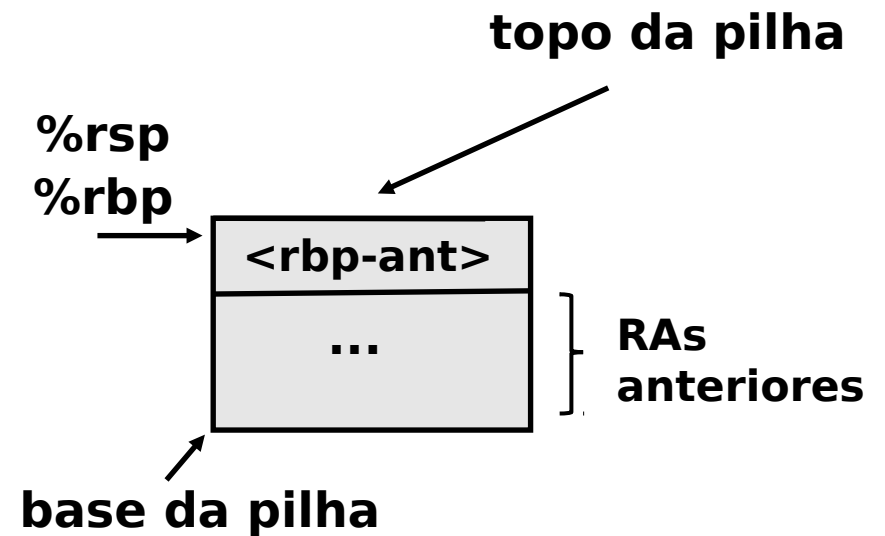 topo da pilha
%rsp
%rbp
<rbp-ant>
...
RAs
anteriores
base da pilha